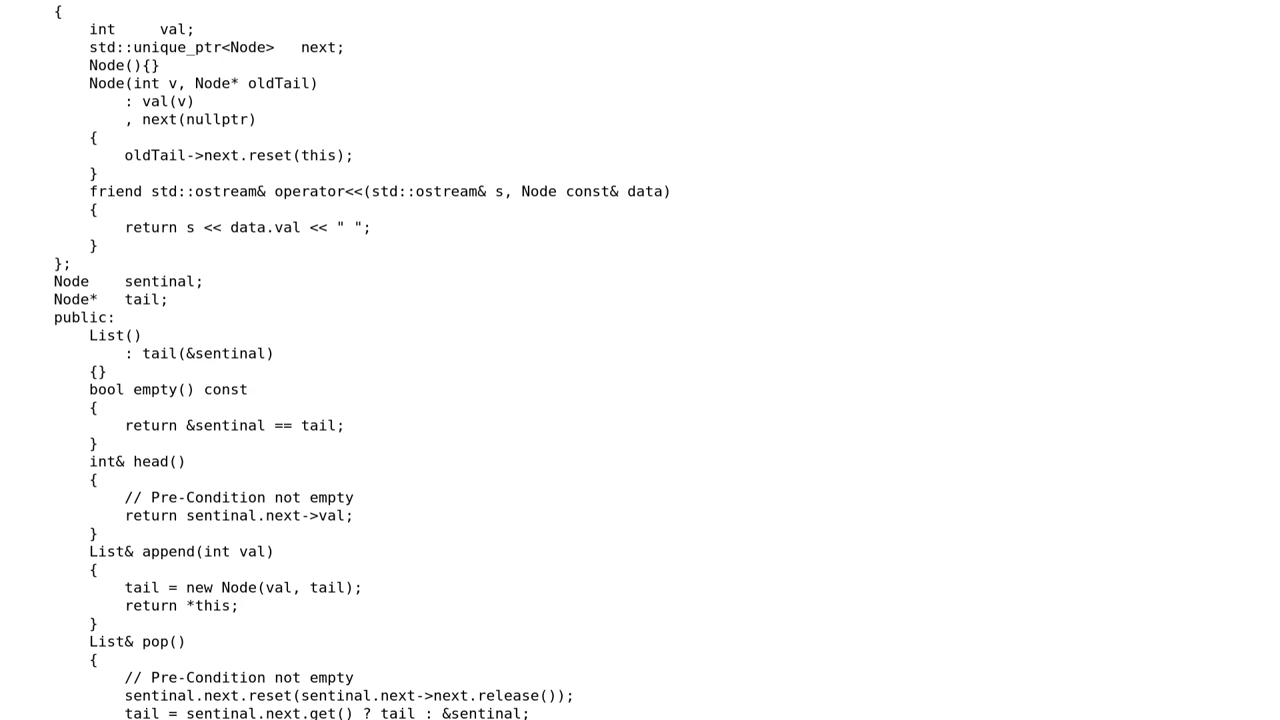 {
int     val;
std::unique_ptr<Node>   next;
Node(){}
Node(int v, Node* oldTail)
: val(v)
, next(nullptr)
{
oldTail->next.reset(this);
}
friend std::ostream& operator<<(std::ostream& s, Node const& data)
{
return s << data.val << " ";
}
};
Node    sentinal;
Node*   tail;
public:
List()
: tail(&sentinal)
{}
bool empty() const
{
return &sentinal == tail;
}
int& head()
{
// Pre-Condition not empty
return sentinal.next->val;
}
List& append(int val)
{
tail = new Node(val, tail);
return *this;
}
List& pop()
{
// Pre-Condition not empty
sentinal.next.reset(sentinal.next->next.release());
tail = sentinal.next.get() ? tail : &sentinal;